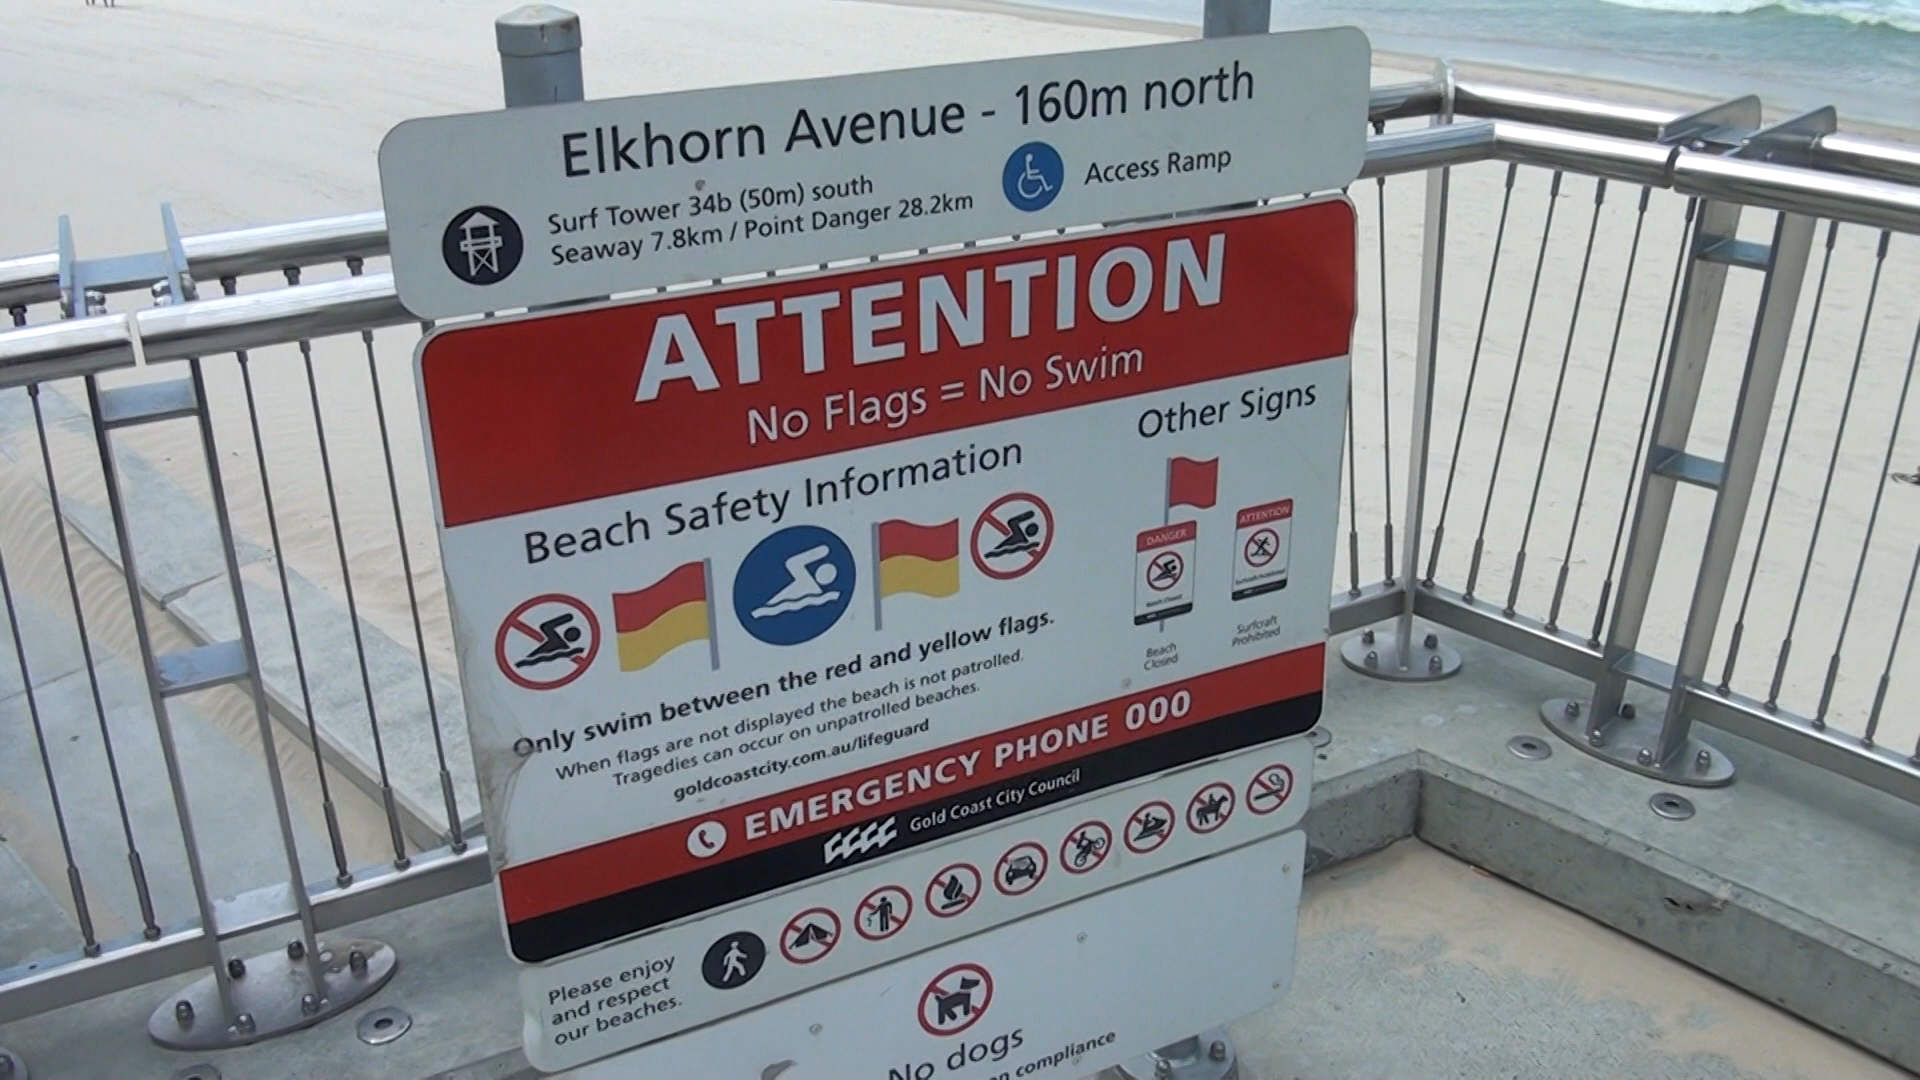 Elkhorn Avenue - 160m north
Surf Tower 34b (50m) south
Seaway 7.8km / Point Danger 28.2km
Access Ramp
ATTENTION
No Flags = No Swim
Beach Safety Information
Only swim between the red and yellow flags.
When flags are not displayed the beach is not patrolled.
Tragedies can occur on unpatrolled beaches.
goldcoastcity.com.au/lifeguard
Other Signs
DANGER
Beach Closed
ATTENTION
Beach
Closed
Surfcraft
Prohibited
EMERGENCY PHONE 000
Gold Coast City Council
Please enjoy
and respect
our beaches.
No dogs
compliance